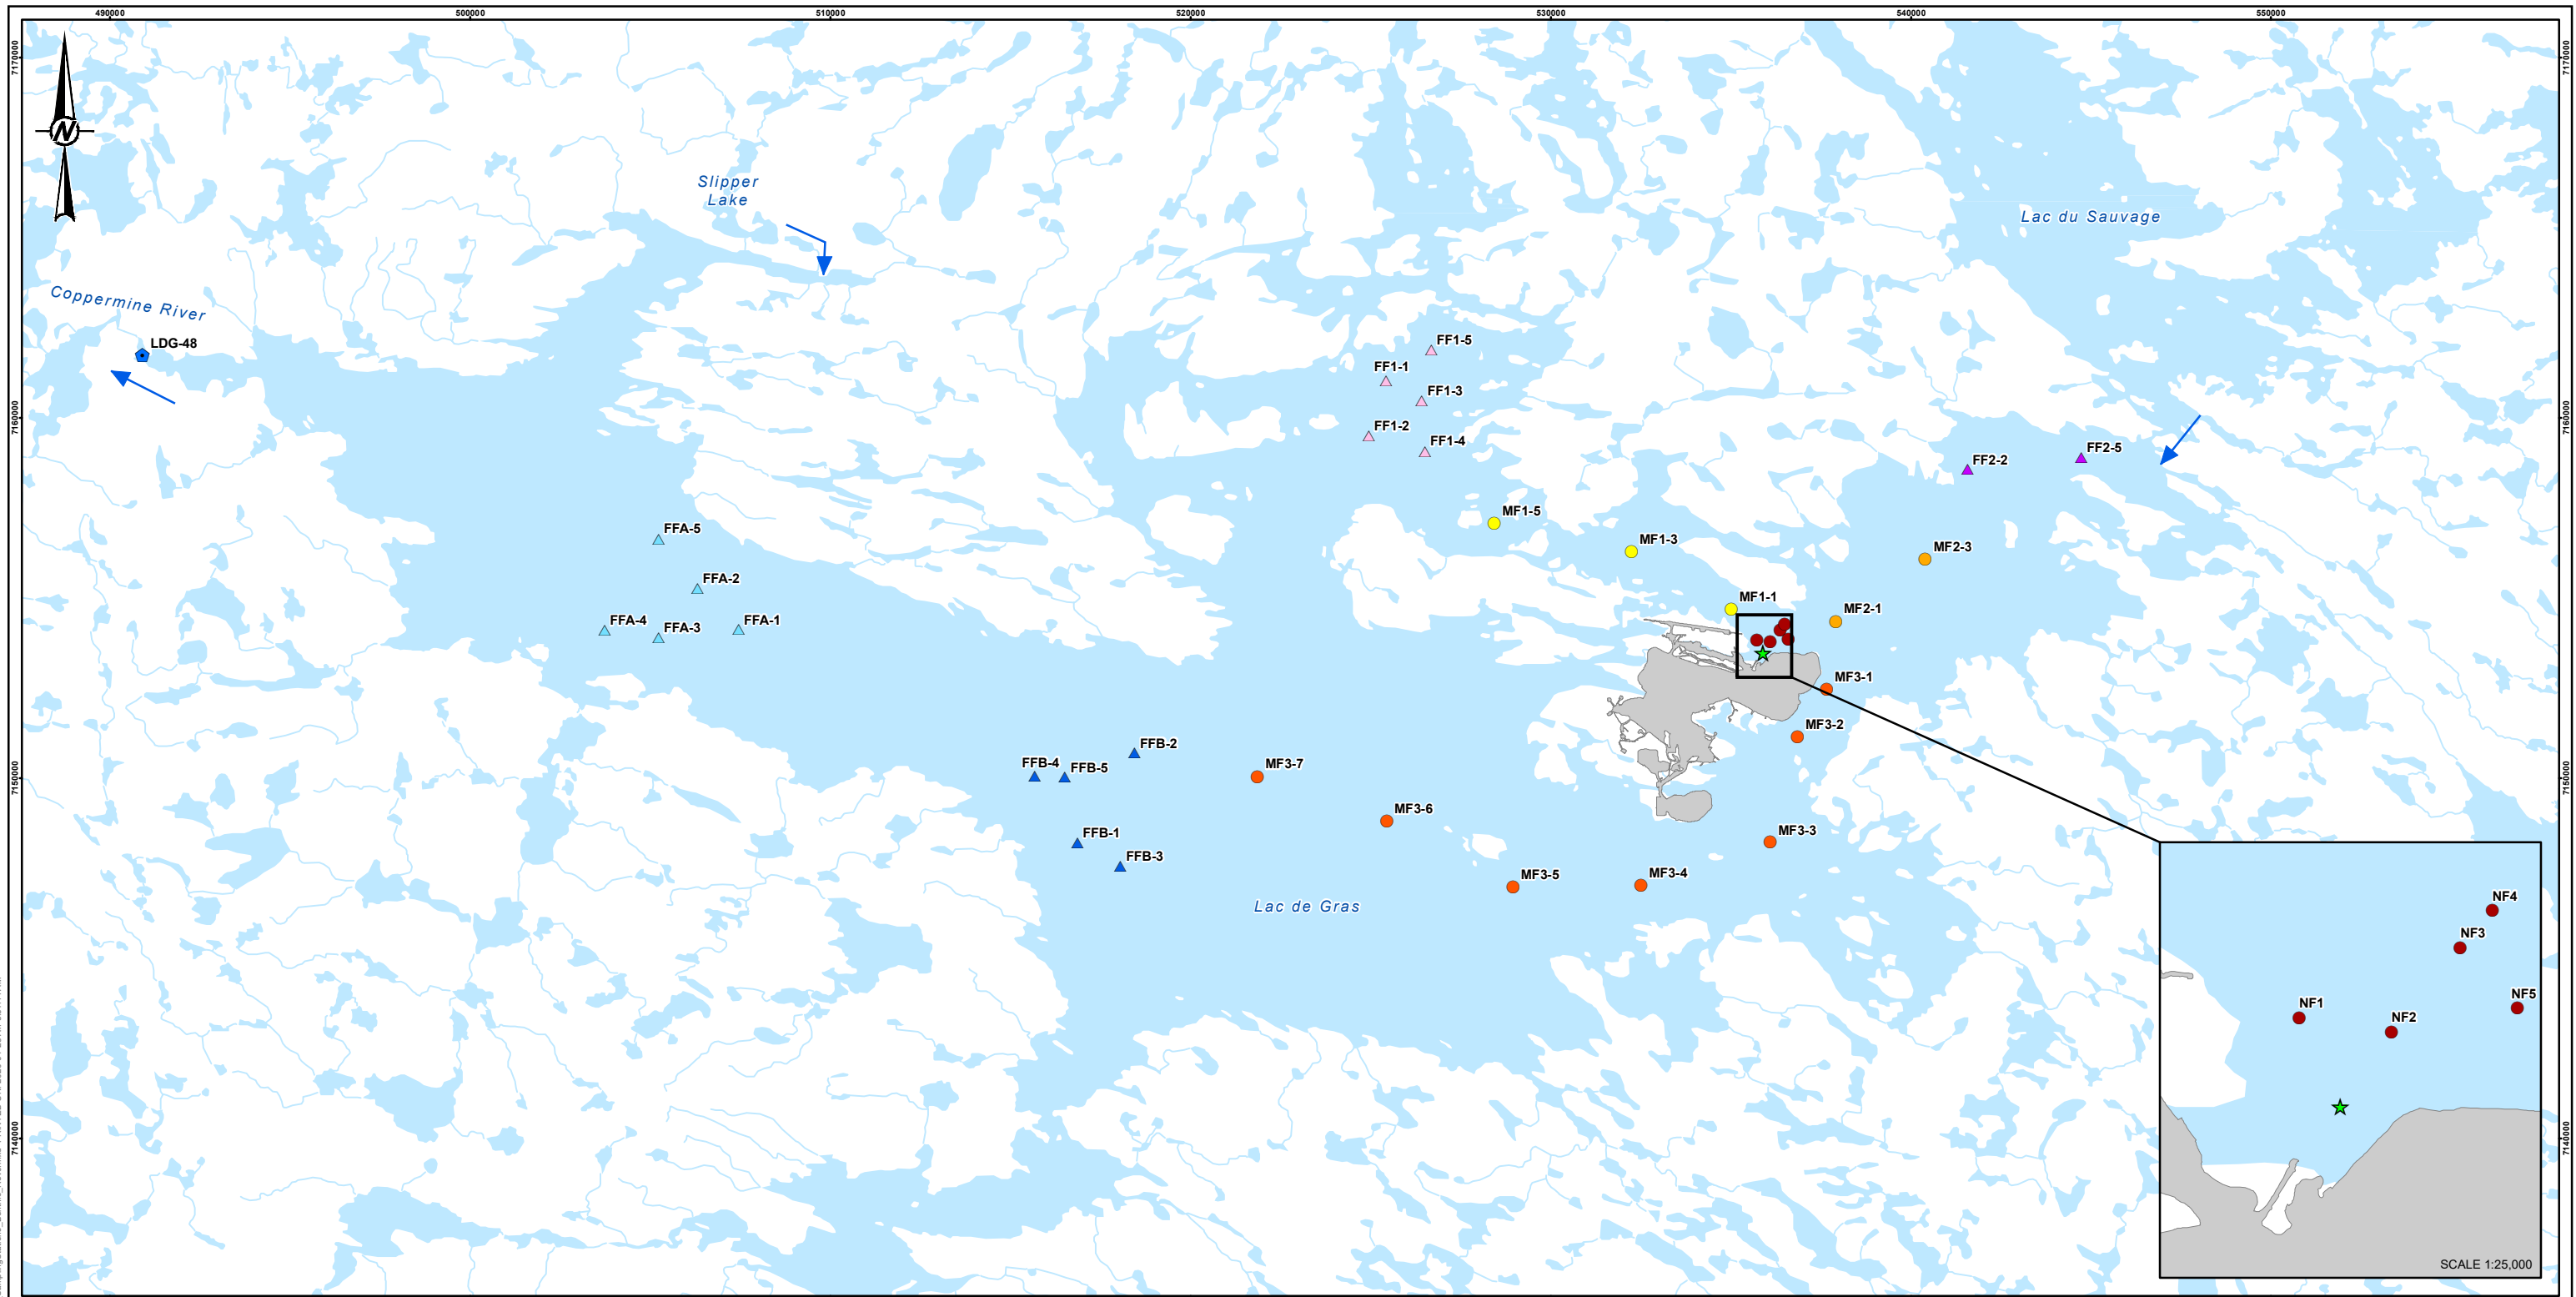 490000
500000
510000
520000
530000
540000
550000
7170000
7170000
N
Slipper
Lake
Lac du Sauvage
Coppermine River
LDG-48
FF1-5
FF1-1
FF1-3
7160000
7160000
FF1-2
FF1-4
FF2-2
FF2-5
MF1-5
FFA-5
MF1-3
MF2-3
FFA-2
MF1-1
MF2-1
FFA-4
FFA-3
FFA-1
MF3-1
MF3-2
FFB-2
FFB-4
FFB-5
MF3-7
7150000
7150000
MF3-6
FFB-1
MF3-3
FFB-3
MF3-5
MF3-4
Lac de Gras
NF4
NF3
NF5
NF1
NF2
7140000
7140000
SCALE 1:25,000